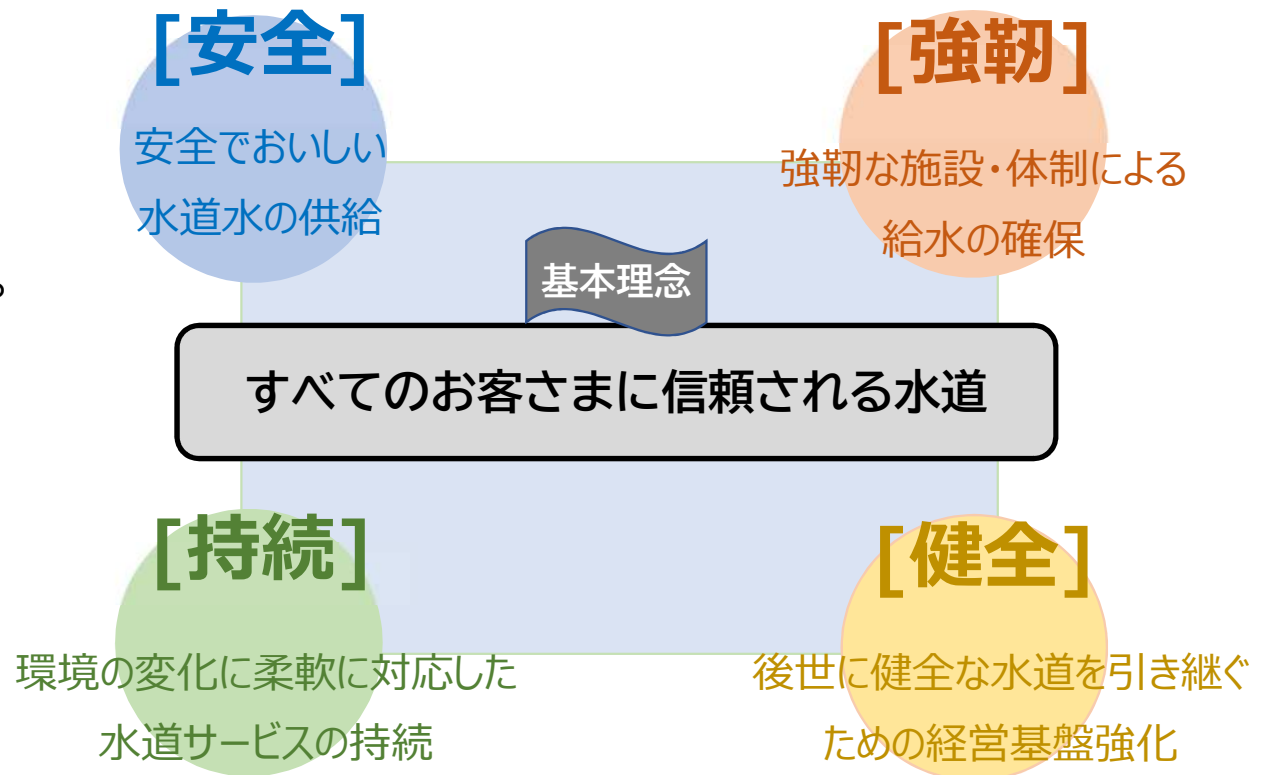 [安全]
安全でおいしい
水道水の供給
[強靭]
強靭な施設・体制による
給水の確保
。
基本理念
すべてのお客さまに信頼される水道
[持続]
環境の変化に柔軟に対応した
水道サービスの持続
[健全]
後世に健全な水道を引き継ぐ
ための経営基盤強化